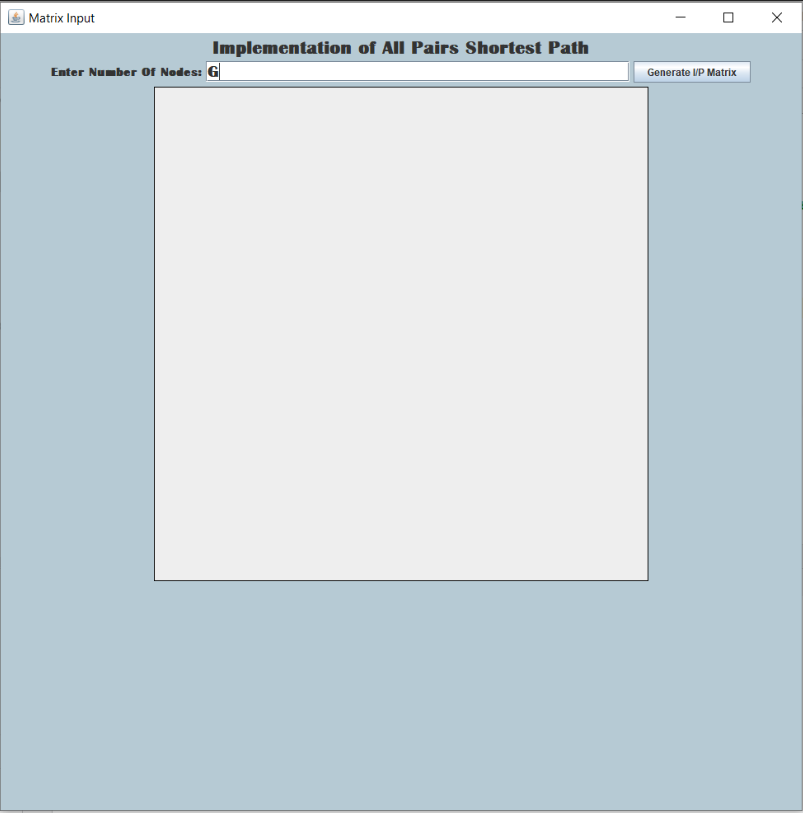 Matrix Input
Implementation of All Pairs Shortest Path
Enter Number Of Nodes: G Generate I/P Matrix